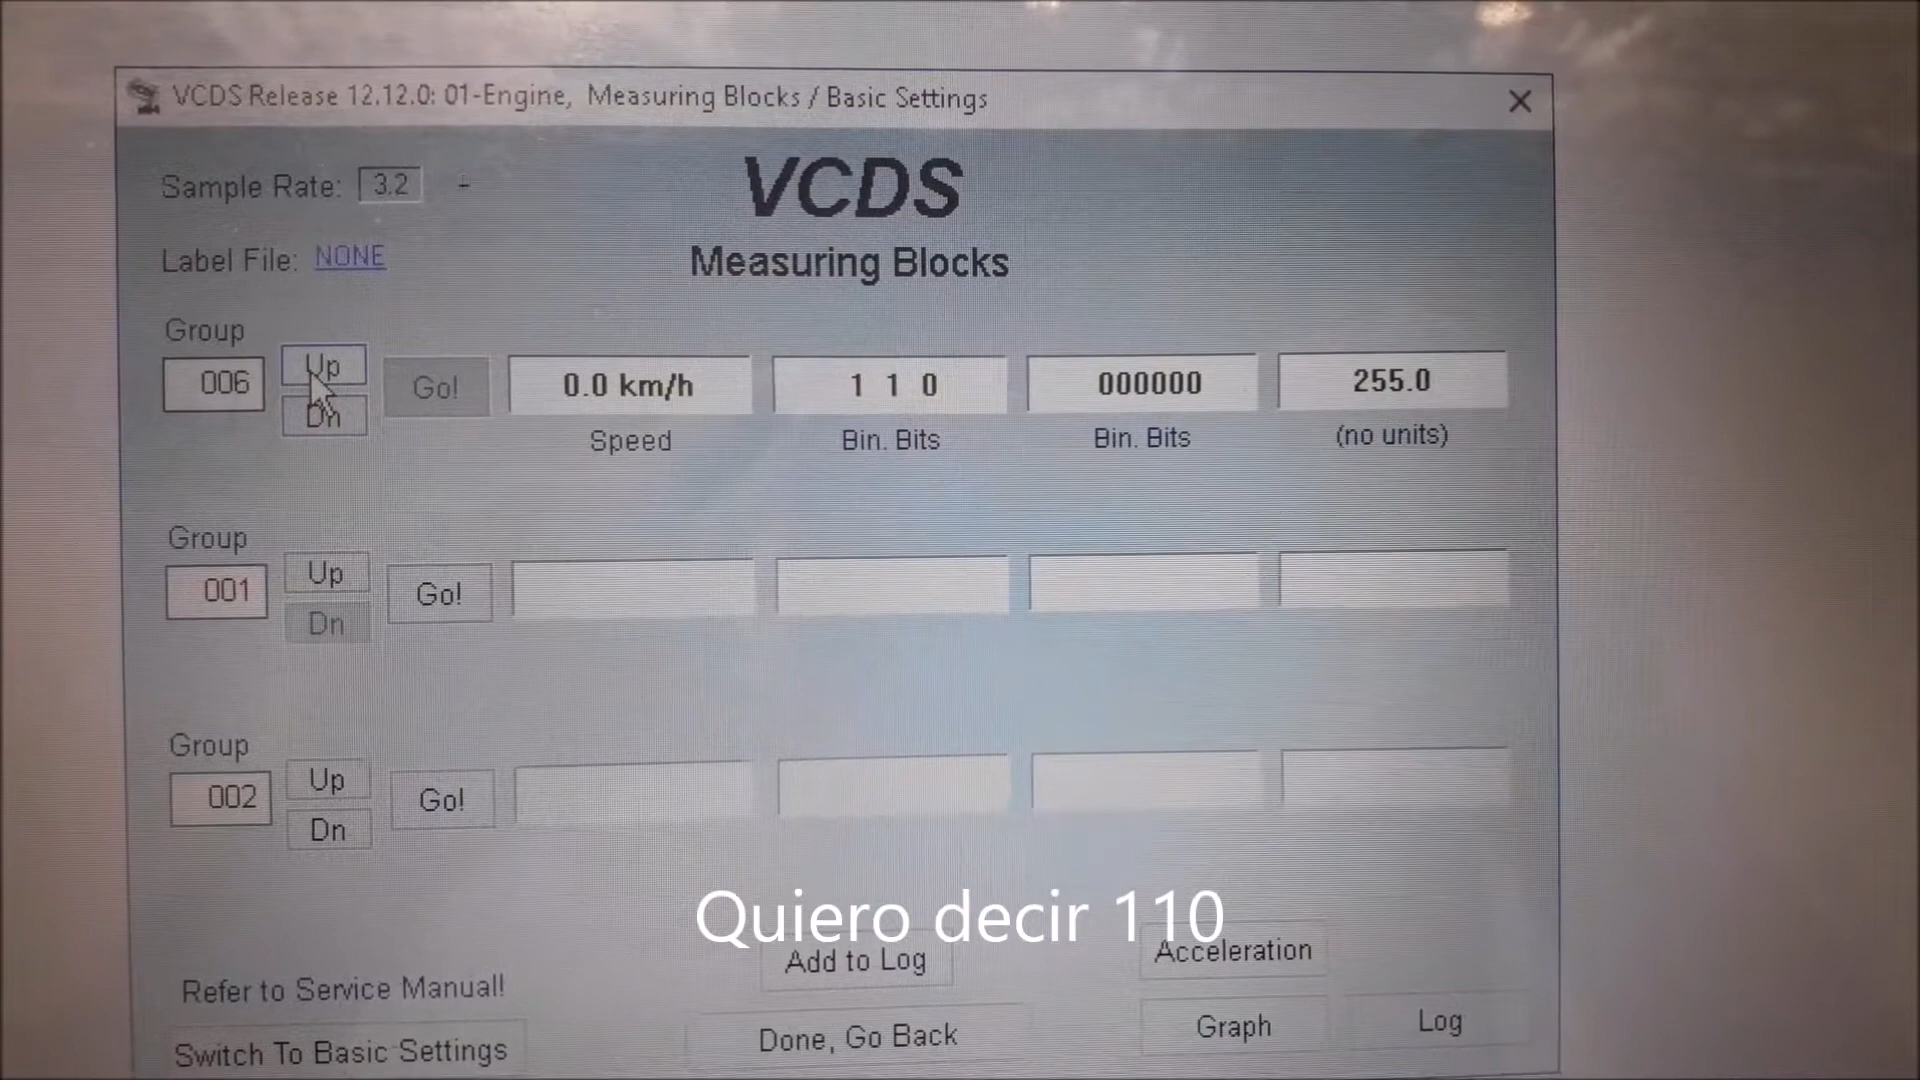 VCDS Release 12.12.0: 01-Engine, Measuring Blocks / Basic Settings
Sample Rate: 3.2
VCDS
Label File: NONE
Measuring Blocks
Group
006 Up Dn Go! 0.0 km/h 1 1 0 000000 255.0
Speed Bin. Bits Bin. Bits (no units)
Group
001 Up Dn Go!
Group
002 Up Dn Go!
Quiero decir 110
Add to Log Acceleration
Refer to Service Manual!
Switch To Basic Settings Done, Go Back Graph Log